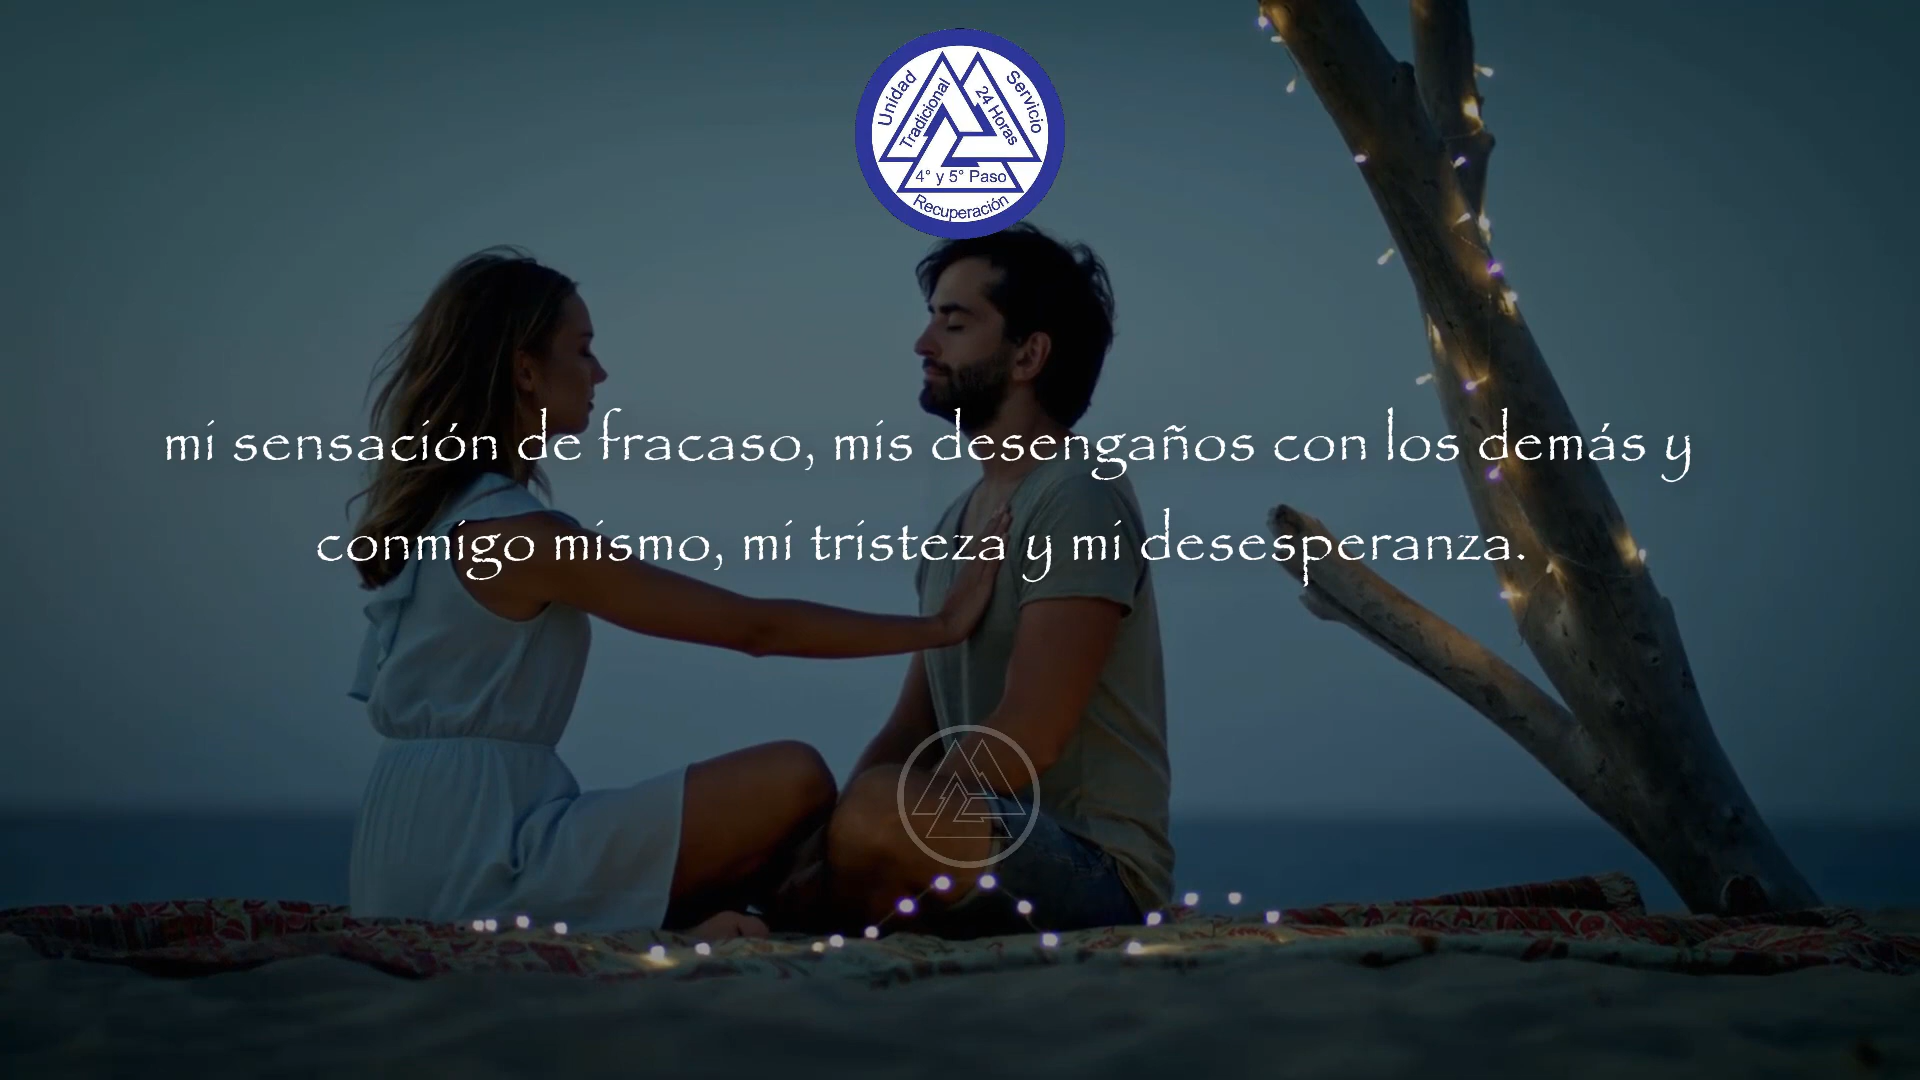 Unidad
Servicio
Tradicional
24 Horas
4° y 5° Paso
Recuperación
mi sensación de fracaso, mis desengaños con los demás y
conmigo mismo, mi tristeza y mi desesperanza.